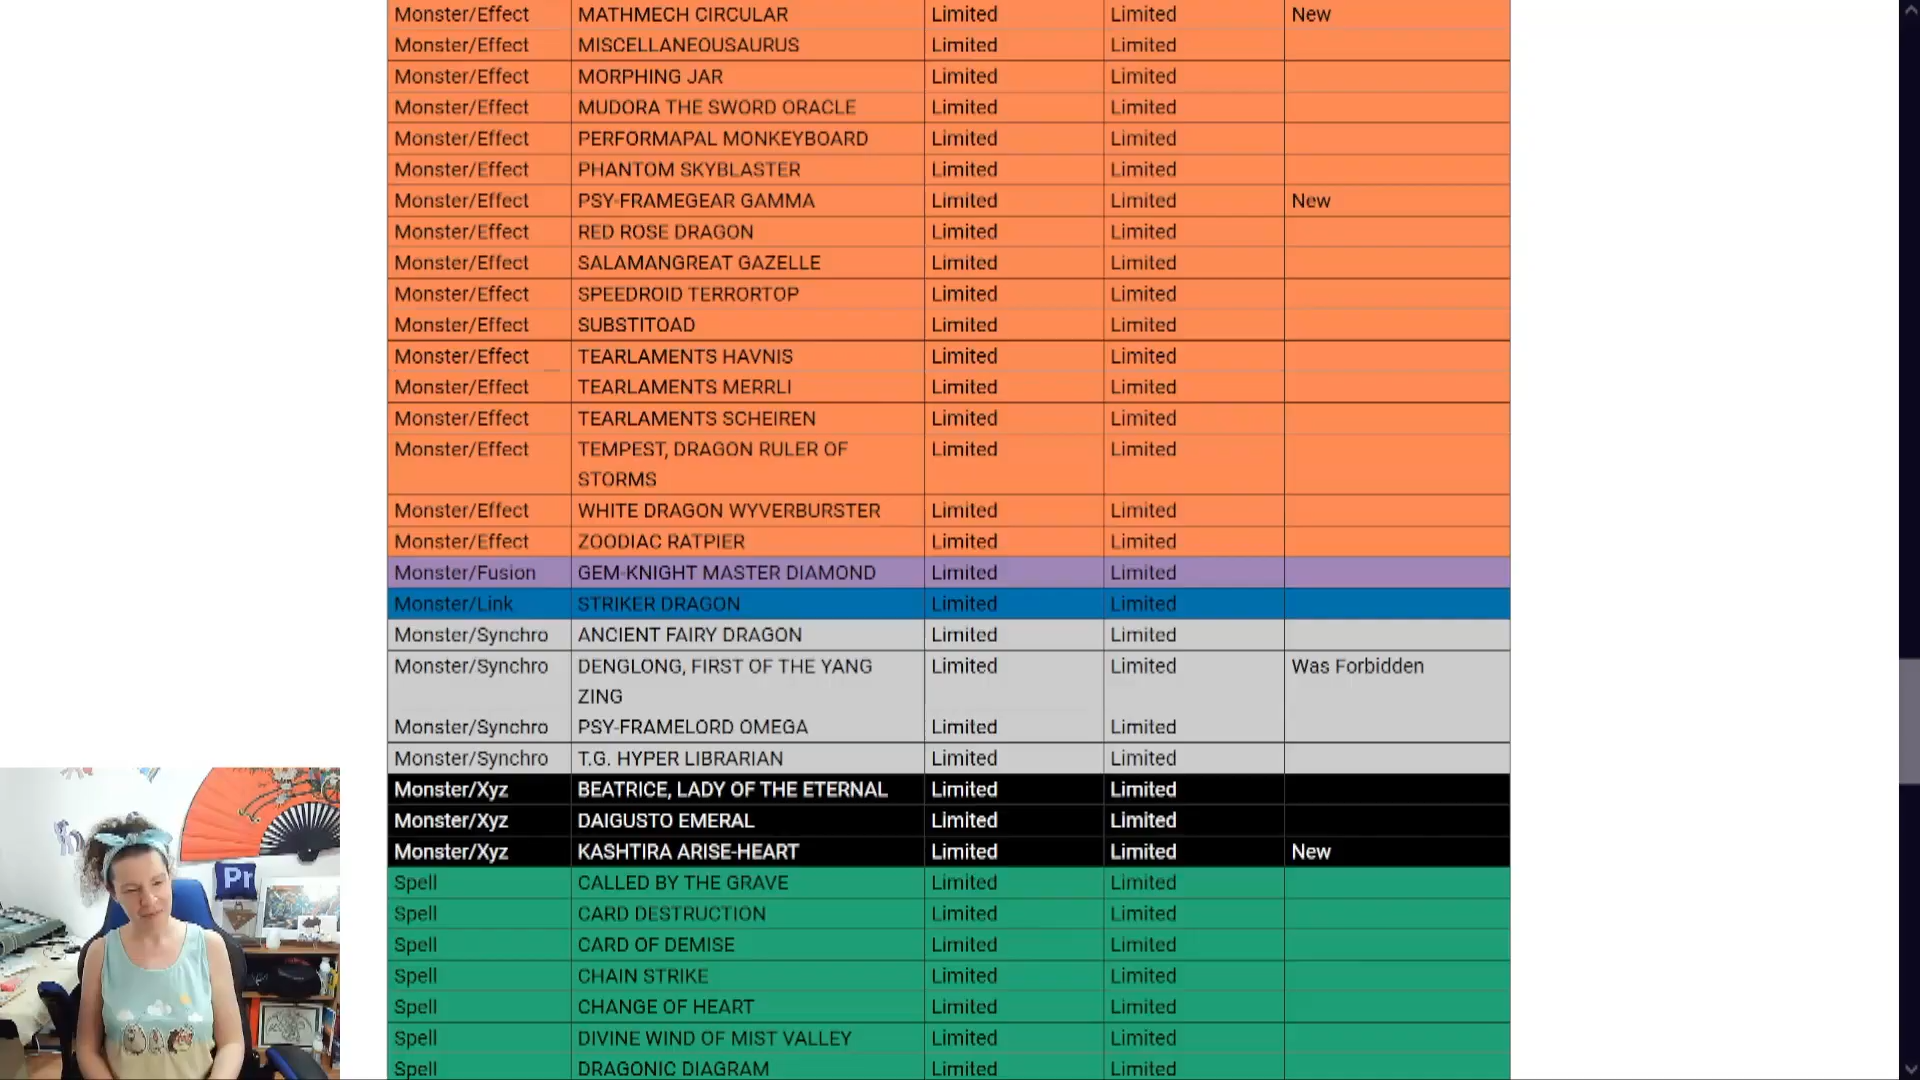 Monster/Effect MATHMECH CIRCULAR Limited Limited New
Monster/Effect MISCELLANEOUSAURUS Limited Limited
Monster/Effect MORPHING JAR Limited Limited
Monster/Effect MUDORA THE SWORD ORACLE Limited Limited
Monster/Effect PERFORMAPAL MONKEYBOARD Limited Limited
Monster/Effect PHANTOM SKYBLASTER Limited Limited
Monster/Effect PSY-FRAMEGEAR GAMMA Limited Limited New
Monster/Effect RED ROSE DRAGON Limited Limited
Monster/Effect SALAMANGREAT GAZELLE Limited Limited
Monster/Effect SPEEDROID TERRORTOP Limited Limited
Monster/Effect SUBSTITOAD Limited Limited
Monster/Effect TEARLAMENTS HAVNIS Limited Limited
Monster/Effect TEARLAMENTS MERRLI Limited Limited
Monster/Effect TEARLAMENTS SCHEIREN Limited Limited
Monster/Effect TEMPEST, DRAGON RULER OF Limited Limited
STORMS
Monster/Effect WHITE DRAGON WYVERBURSTER Limited Limited
Monster/Effect ZOODIAC RATPIER Limited Limited
Monster/Fusion GEM-KNIGHT MASTER DIAMOND Limited Limited
Monster/Link STRIKER DRAGON Limited Limited
Monster/Synchro ANCIENT FAIRY DRAGON Limited Limited
Monster/Synchro DENGLONG, FIRST OF THE YANG Limited Limited Was Forbidden
ZING
Monster/Synchro PSY-FRAMELORD OMEGA Limited Limited
Monster/Synchro T.G. HYPER LIBRARIAN Limited Limited
Monster/Xyz BEATRICE, LADY OF THE ETERNAL Limited Limited
Monster/Xyz DAIGUSTO EMERAL Limited Limited
Monster/Xyz KASHTIRA ARISE-HEART Limited Limited New
Spell CALLED BY THE GRAVE Limited Limited
Spell CARD DESTRUCTION Limited Limited
Spell CARD OF DEMISE Limited Limited
Spell CHAIN STRIKE Limited Limited
Spell CHANGE OF HEART Limited Limited
Spell DIVINE WIND OF MIST VALLEY Limited Limited
Spell DRAGONIC DIAGRAM Limited Limited
Pr